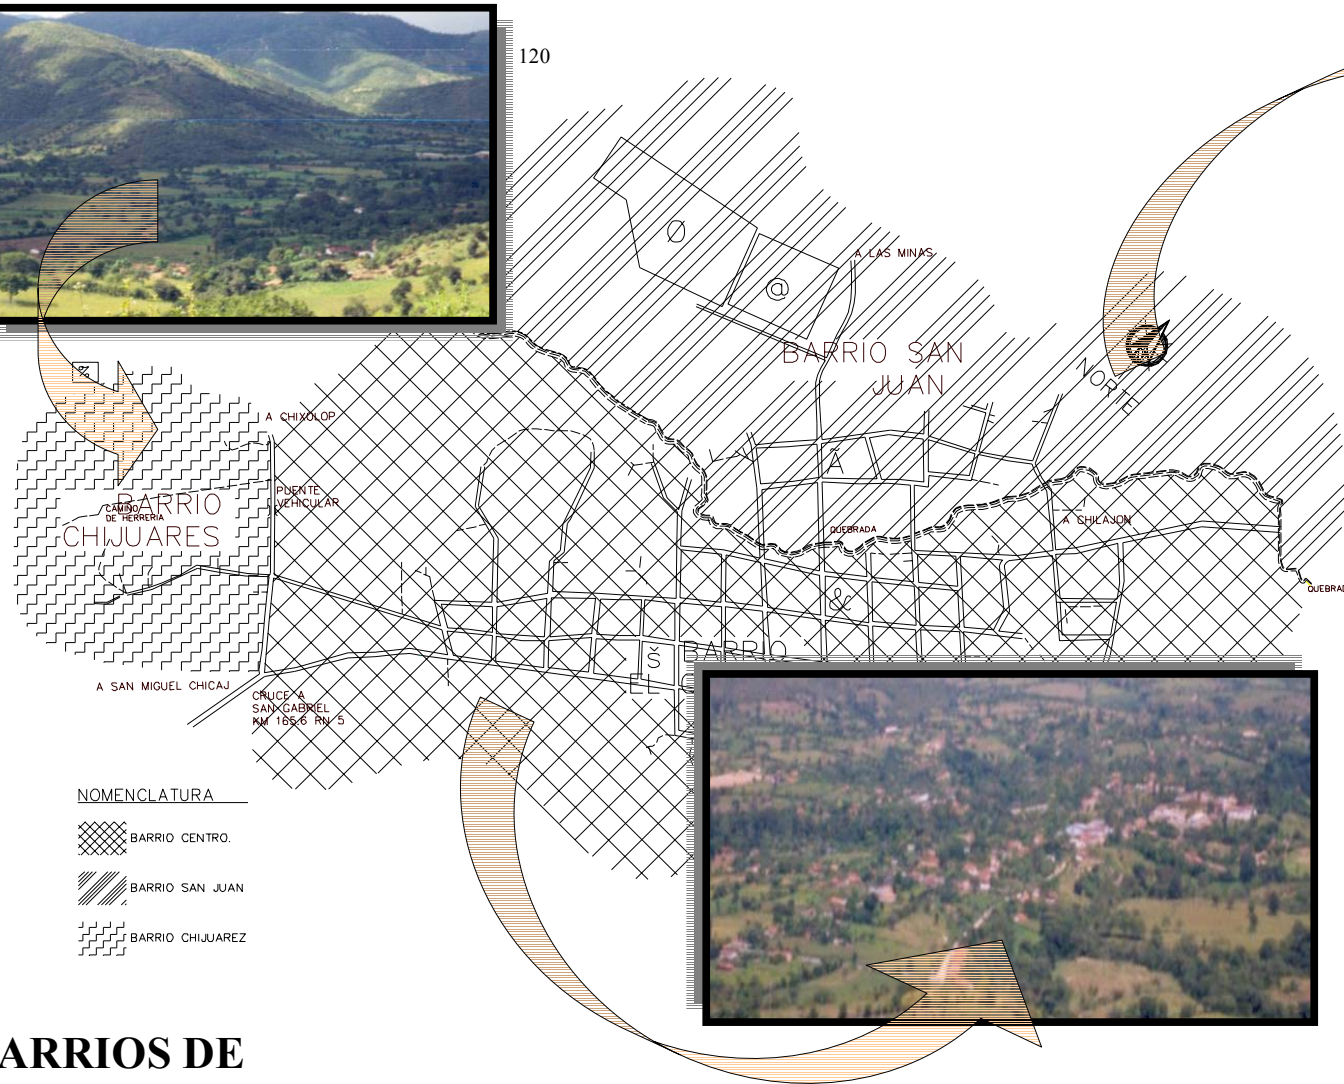 120
A LAS MINAS
BARRIO SAN
JUAN
NORTE
A CHIXOLOP
PUENTE
VEHICULAR
BARRIO
CHIJUARES
CAMINO
DE HERRERIA
A CHILAJON
QUEBRADA
QUEBRAD
BARRIO
EL
A SAN MIGUEL CHICAJ
CRUCE A
SAN GABRIEL
KM 165.6 RN 5
NOMENCLATURA
BARRIO CENTRO.
BARRIO SAN JUAN
BARRIO CHIJUAREZ
ARRIOS DE